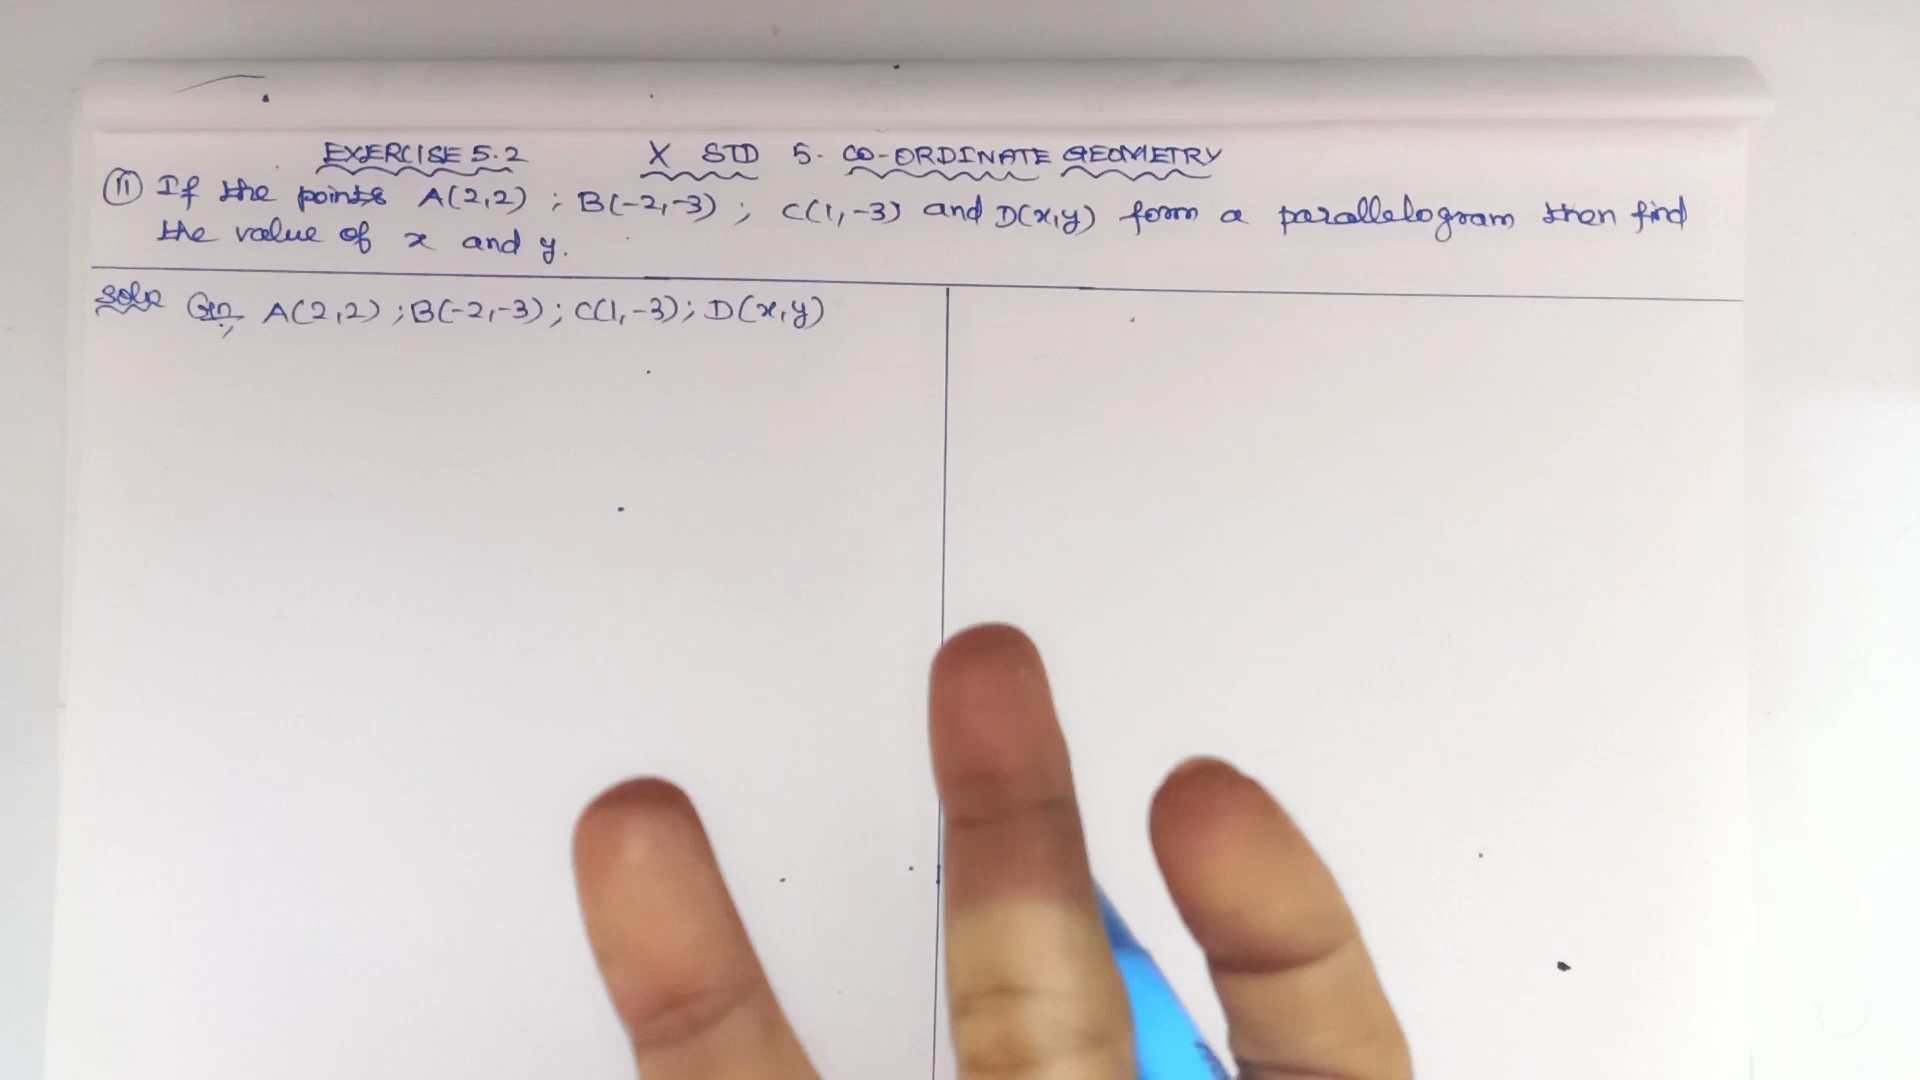 EXERCISE 5.2 X STD 5. CO-ORDINATE GEOMETRY
11 If the points A(2,2) ; B(-2,-3) ; C(1,-3) and D(x,y) form a parallelogram then find
the value of x and y.
Soln Gn, A(2,2) ; B(-2,-3) ; C(1,-3) ; D(x,y)